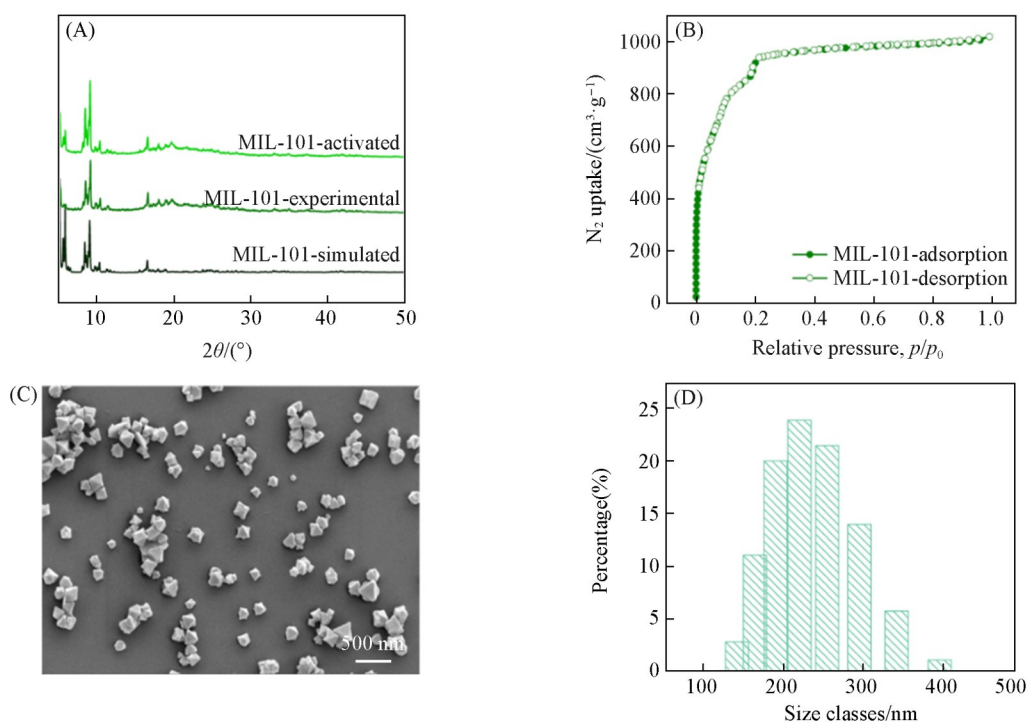 (A)
MIL-101-activated
MIL-101-experimental
MIL-101-simulated
10 20 30 40 50
2θ/(°)
(B)
1000
800
600
400
200
0
N₂ uptake/(cm³·g⁻¹)
MIL-101-adsorption
MIL-101-desorption
0 0.2 0.4 0.6 0.8 1.0
Relative pressure, p/p₀
(C)
500 nm
(D)
25
20
15
10
5
0
Percentage(%)
100 200 300 400 500
Size classes/nm